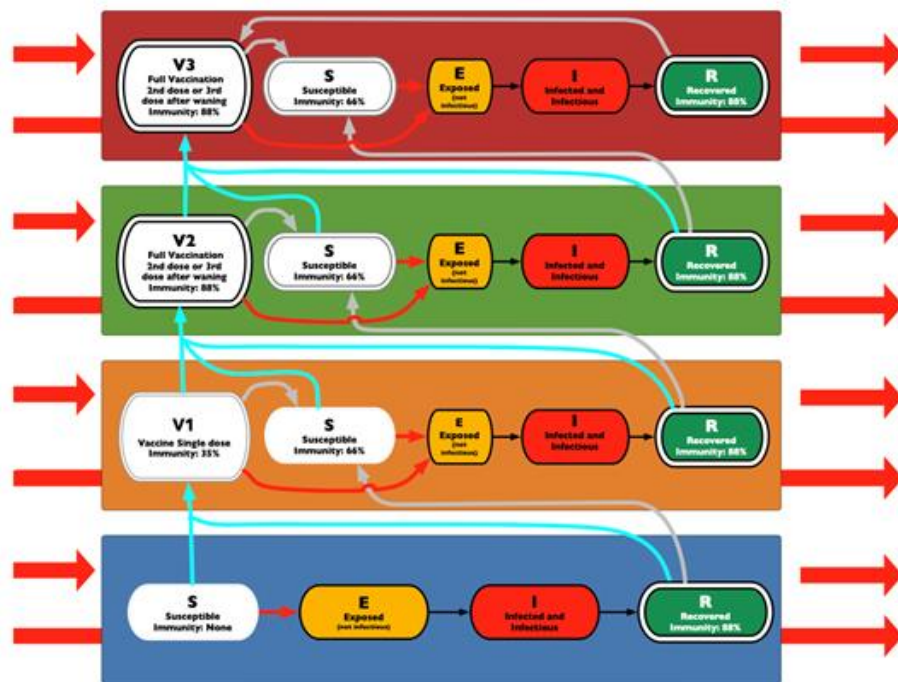 V3
Full Vaccination
2nd dose or 3rd
dose after waning
Immunity: 88%
S
Susceptible
Immunity: 66%
E
Exposed
(not infectious)
I
Infected and
Infectious
R
Recovered
Immunity: 88%
V2
Full Vaccination
2nd dose or 3rd
dose after waning
Immunity: 88%
S
Susceptible
Immunity: 66%
E
Exposed
(not infectious)
I
Infected and
Infectious
R
Recovered
Immunity: 88%
V1
Vaccine Single dose
Immunity: 35%
S
Susceptible
Immunity: 66%
E
Exposed
(not infectious)
I
Infected and
Infectious
R
Recovered
Immunity: 88%
S
Susceptible
Immunity: None
E
Exposed
(not infectious)
I
Infected and
Infectious
R
Recovered
Immunity: 88%